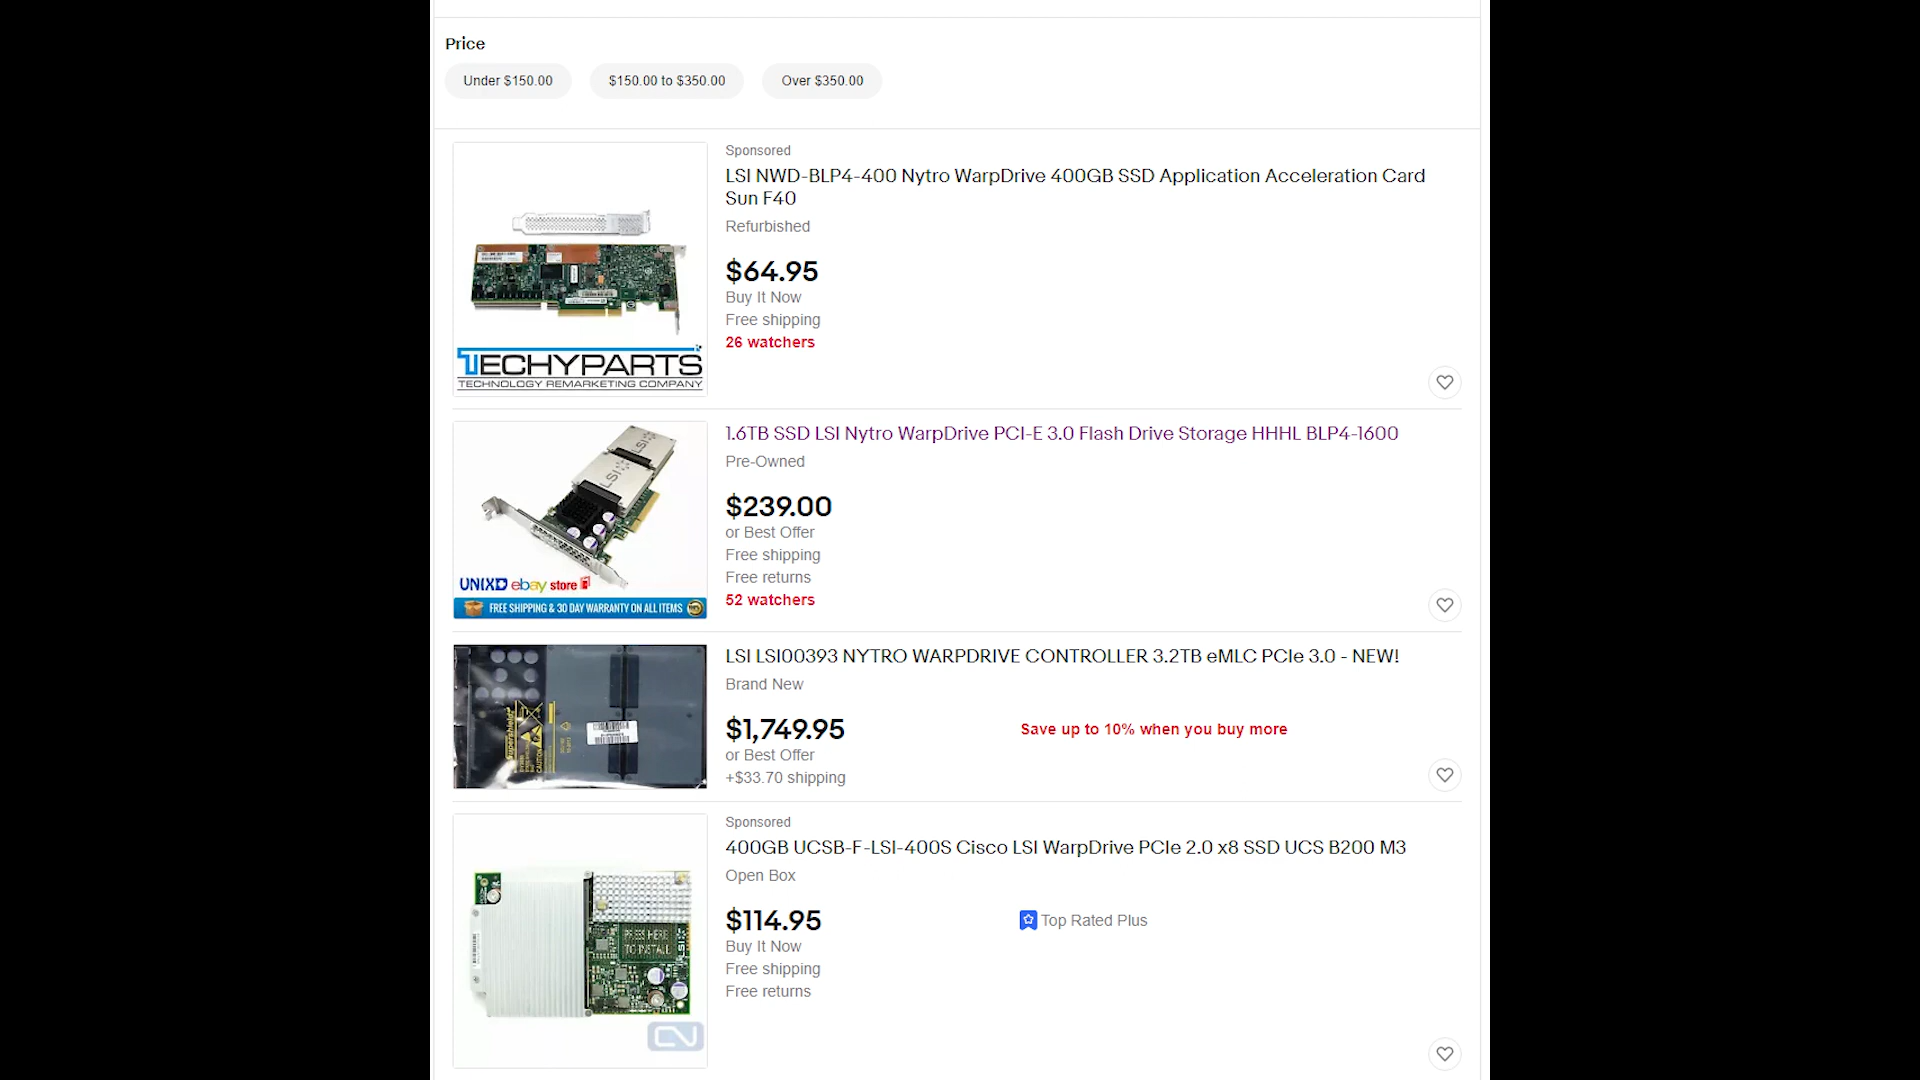 Price
Under $150.00
$150.00 to $350.00
Over $350.00
Sponsored
LSI NWD-BLP4-400 Nytro WarpDrive 400GB SSD Application Acceleration Card
Sun F40
Refurbished
$64.95
Buy It Now
Free shipping
26 watchers
TECHYPARTS
TECHNOLOGY REMARKETING COMPANY
1.6TB SSD LSI Nytro WarpDrive PCI-E 3.0 Flash Drive Storage HHHL BLP4-1600
Pre-Owned
$239.00
or Best Offer
Free shipping
Free returns
52 watchers
LSI
LSI
UNIXD ebay store
FREE SHIPPING & 30 DAY WARRANTY ON ALL ITEMS
LSI LSI00393 NYTRO WARPDRIVE CONTROLLER 3.2TB eMLC PCIe 3.0 - NEW!
Brand New
$1,749.95
Save up to 10% when you buy more
or Best Offer
+$33.70 shipping
CAUTION
Sponsored
400GB UCSB-F-LSI-400S Cisco LSI WarpDrive PCIe 2.0 x8 SSD UCS B200 M3
Open Box
$114.95
Top Rated Plus
Buy It Now
Free shipping
Free returns
PRESS HERE
TO INSTALL
LSI